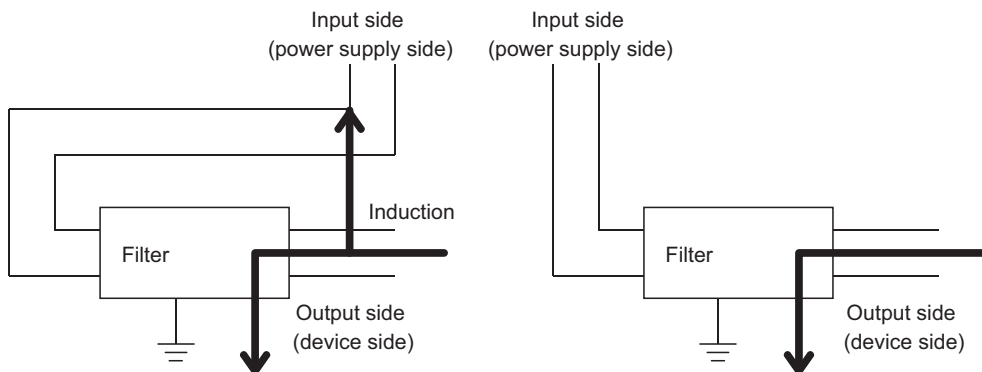 Input side
(power supply side)
Induction
Filter
Output side
(device side)
Input side
(power supply side)
Filter
Output side
(device side)